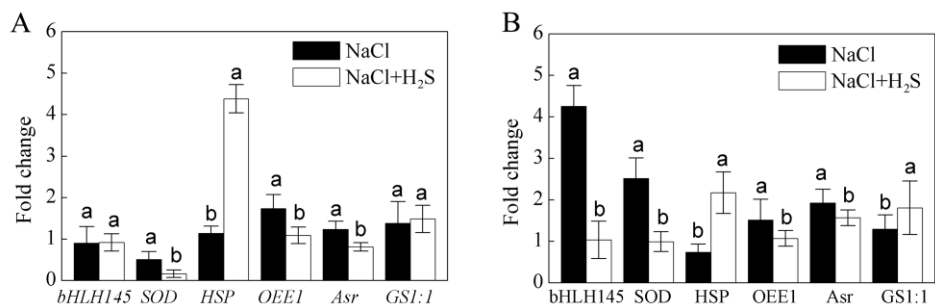 A
6
5
4
3
2
1
0
Fold change
NaCl
NaCl+H₂S
a a a b b a a b a b a a
bHLH145 SOD HSP OEE1 Asr GS1:1
B
6
5
4
3
2
1
0
Fold change
NaCl
NaCl+H₂S
a b a b b a a b a b b a
bHLH145 SOD HSP OEE1 Asr GS1:1